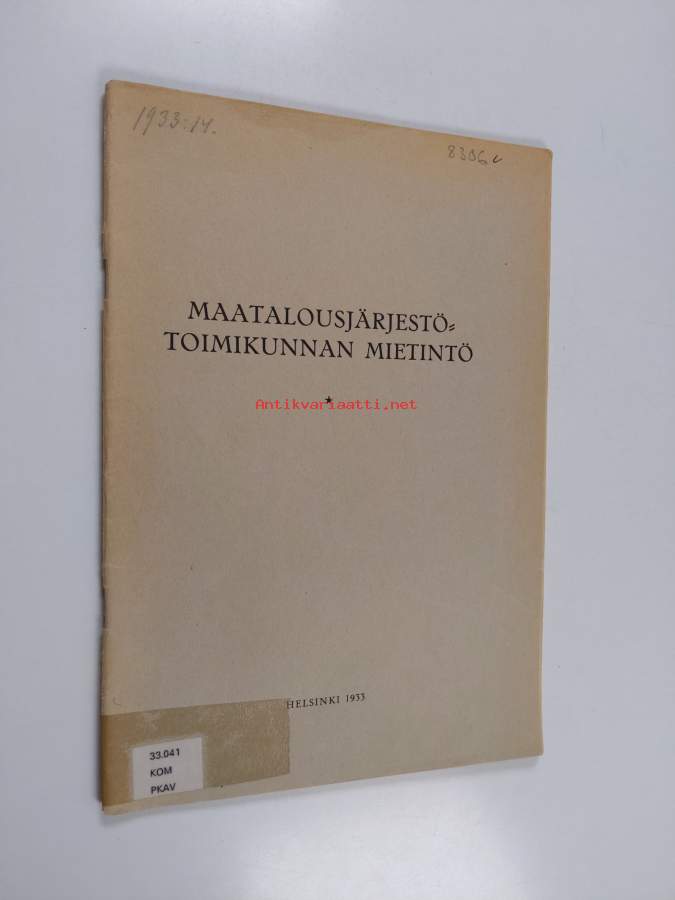 1933:14.
8306
MAATALOUSJÄRJESTÖ-
TOIMIKUNNAN MIETINTÖ
Antikvariaatti.net
HELSINKI 1933
33.041
KOM
PKAV